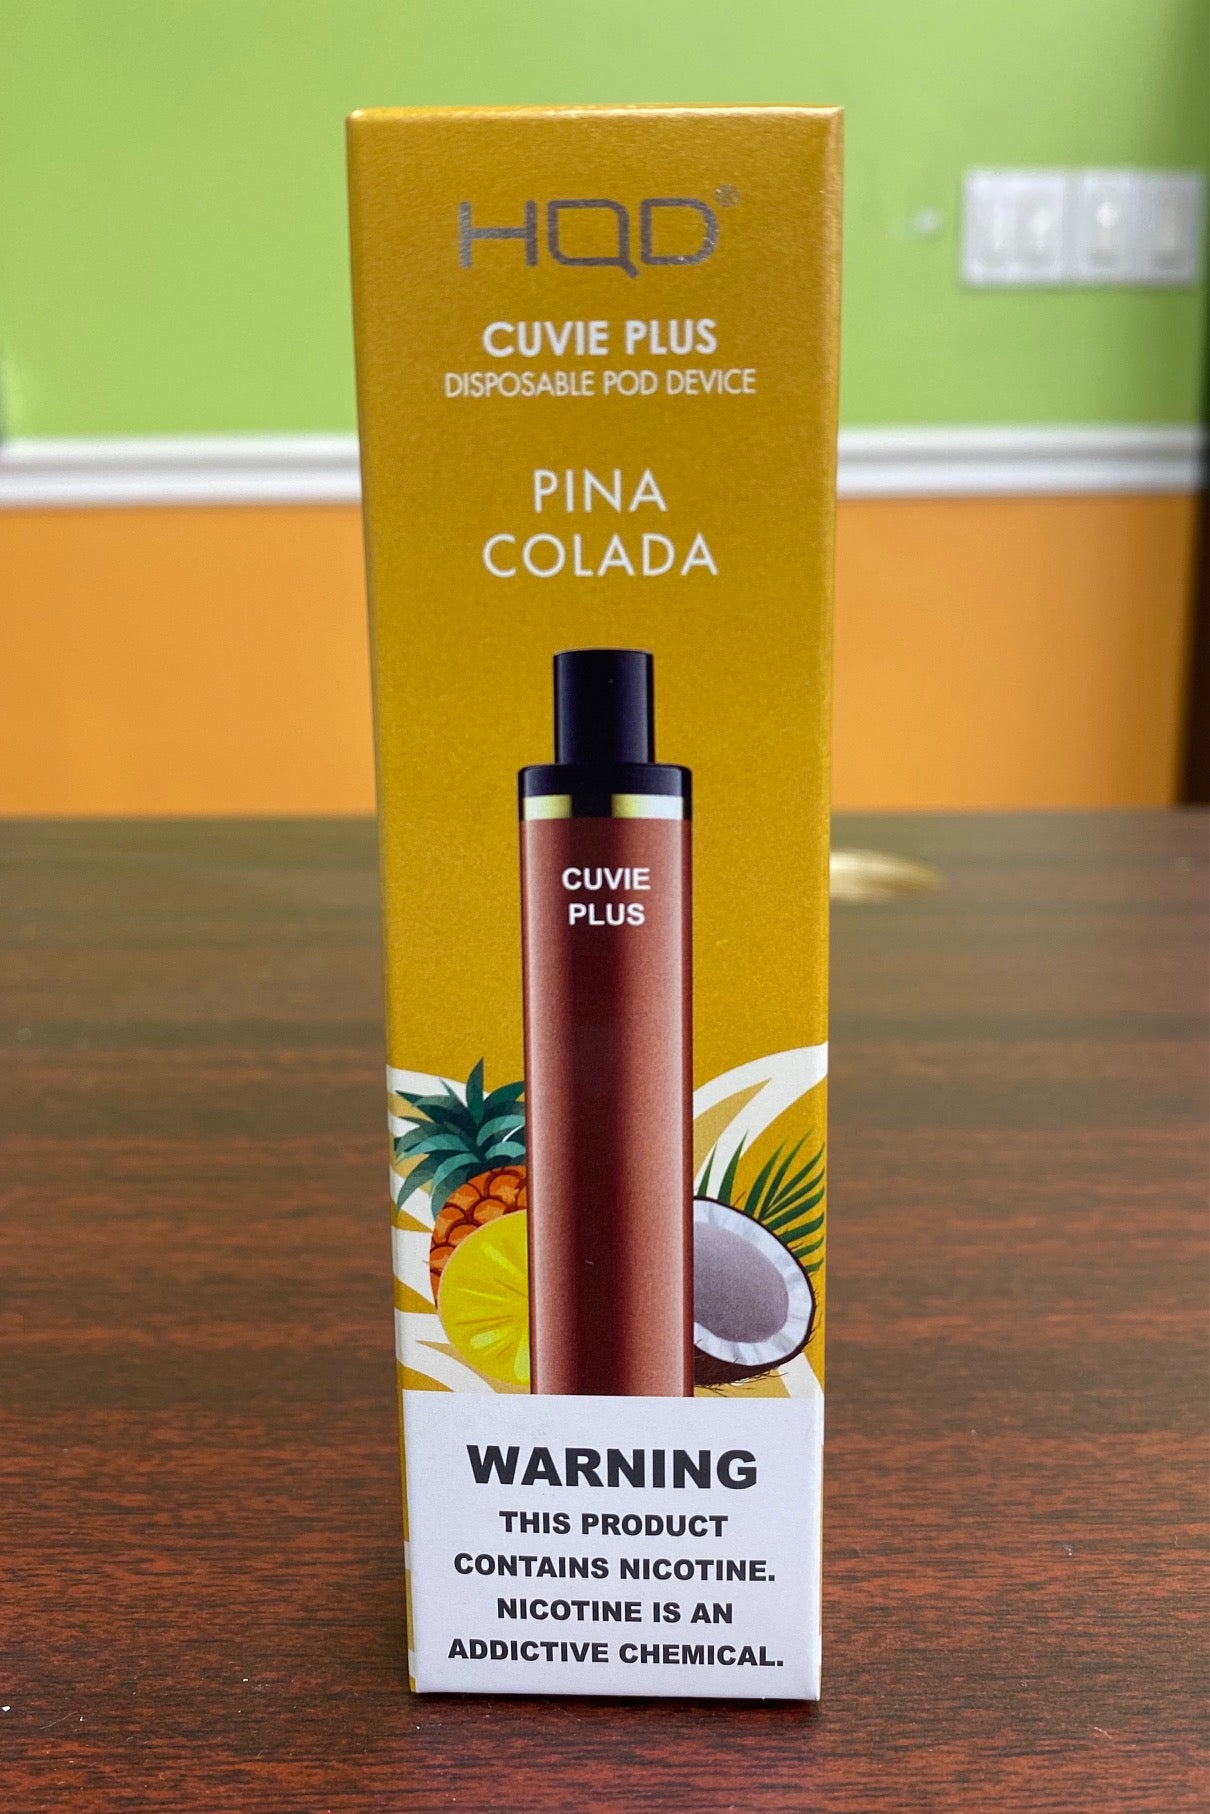 HQD®
CUVIE PLUS
DISPOSABLE POD DEVICE
PINA
COLADA
CUVIE
PLUS
WARNING
THIS PRODUCT
CONTAINS NICOTINE.
NICOTINE IS AN
ADDICTIVE CHEMICAL.